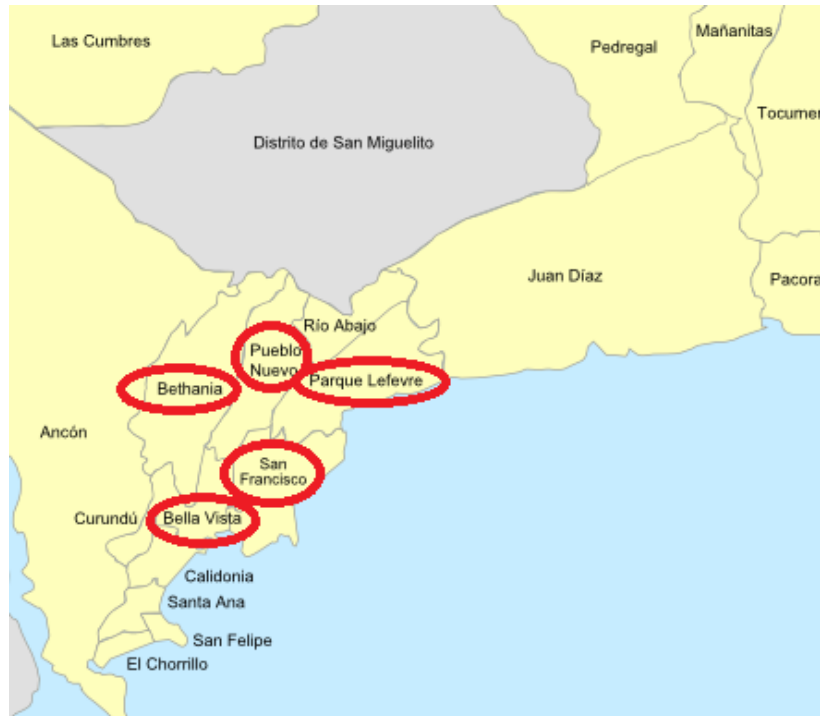 Las Cumbres
Mañanitas
Pedregal
Tocumen
Distrito de San Miguelito
Juan Díaz
Pacora
Río Abajo
Pueblo
Nuevo
Parque Lefevre
Bethania
Ancón
San
Francisco
Curundú
Bella Vista
Calidonia
Santa Ana
San Felipe
El Chorrillo